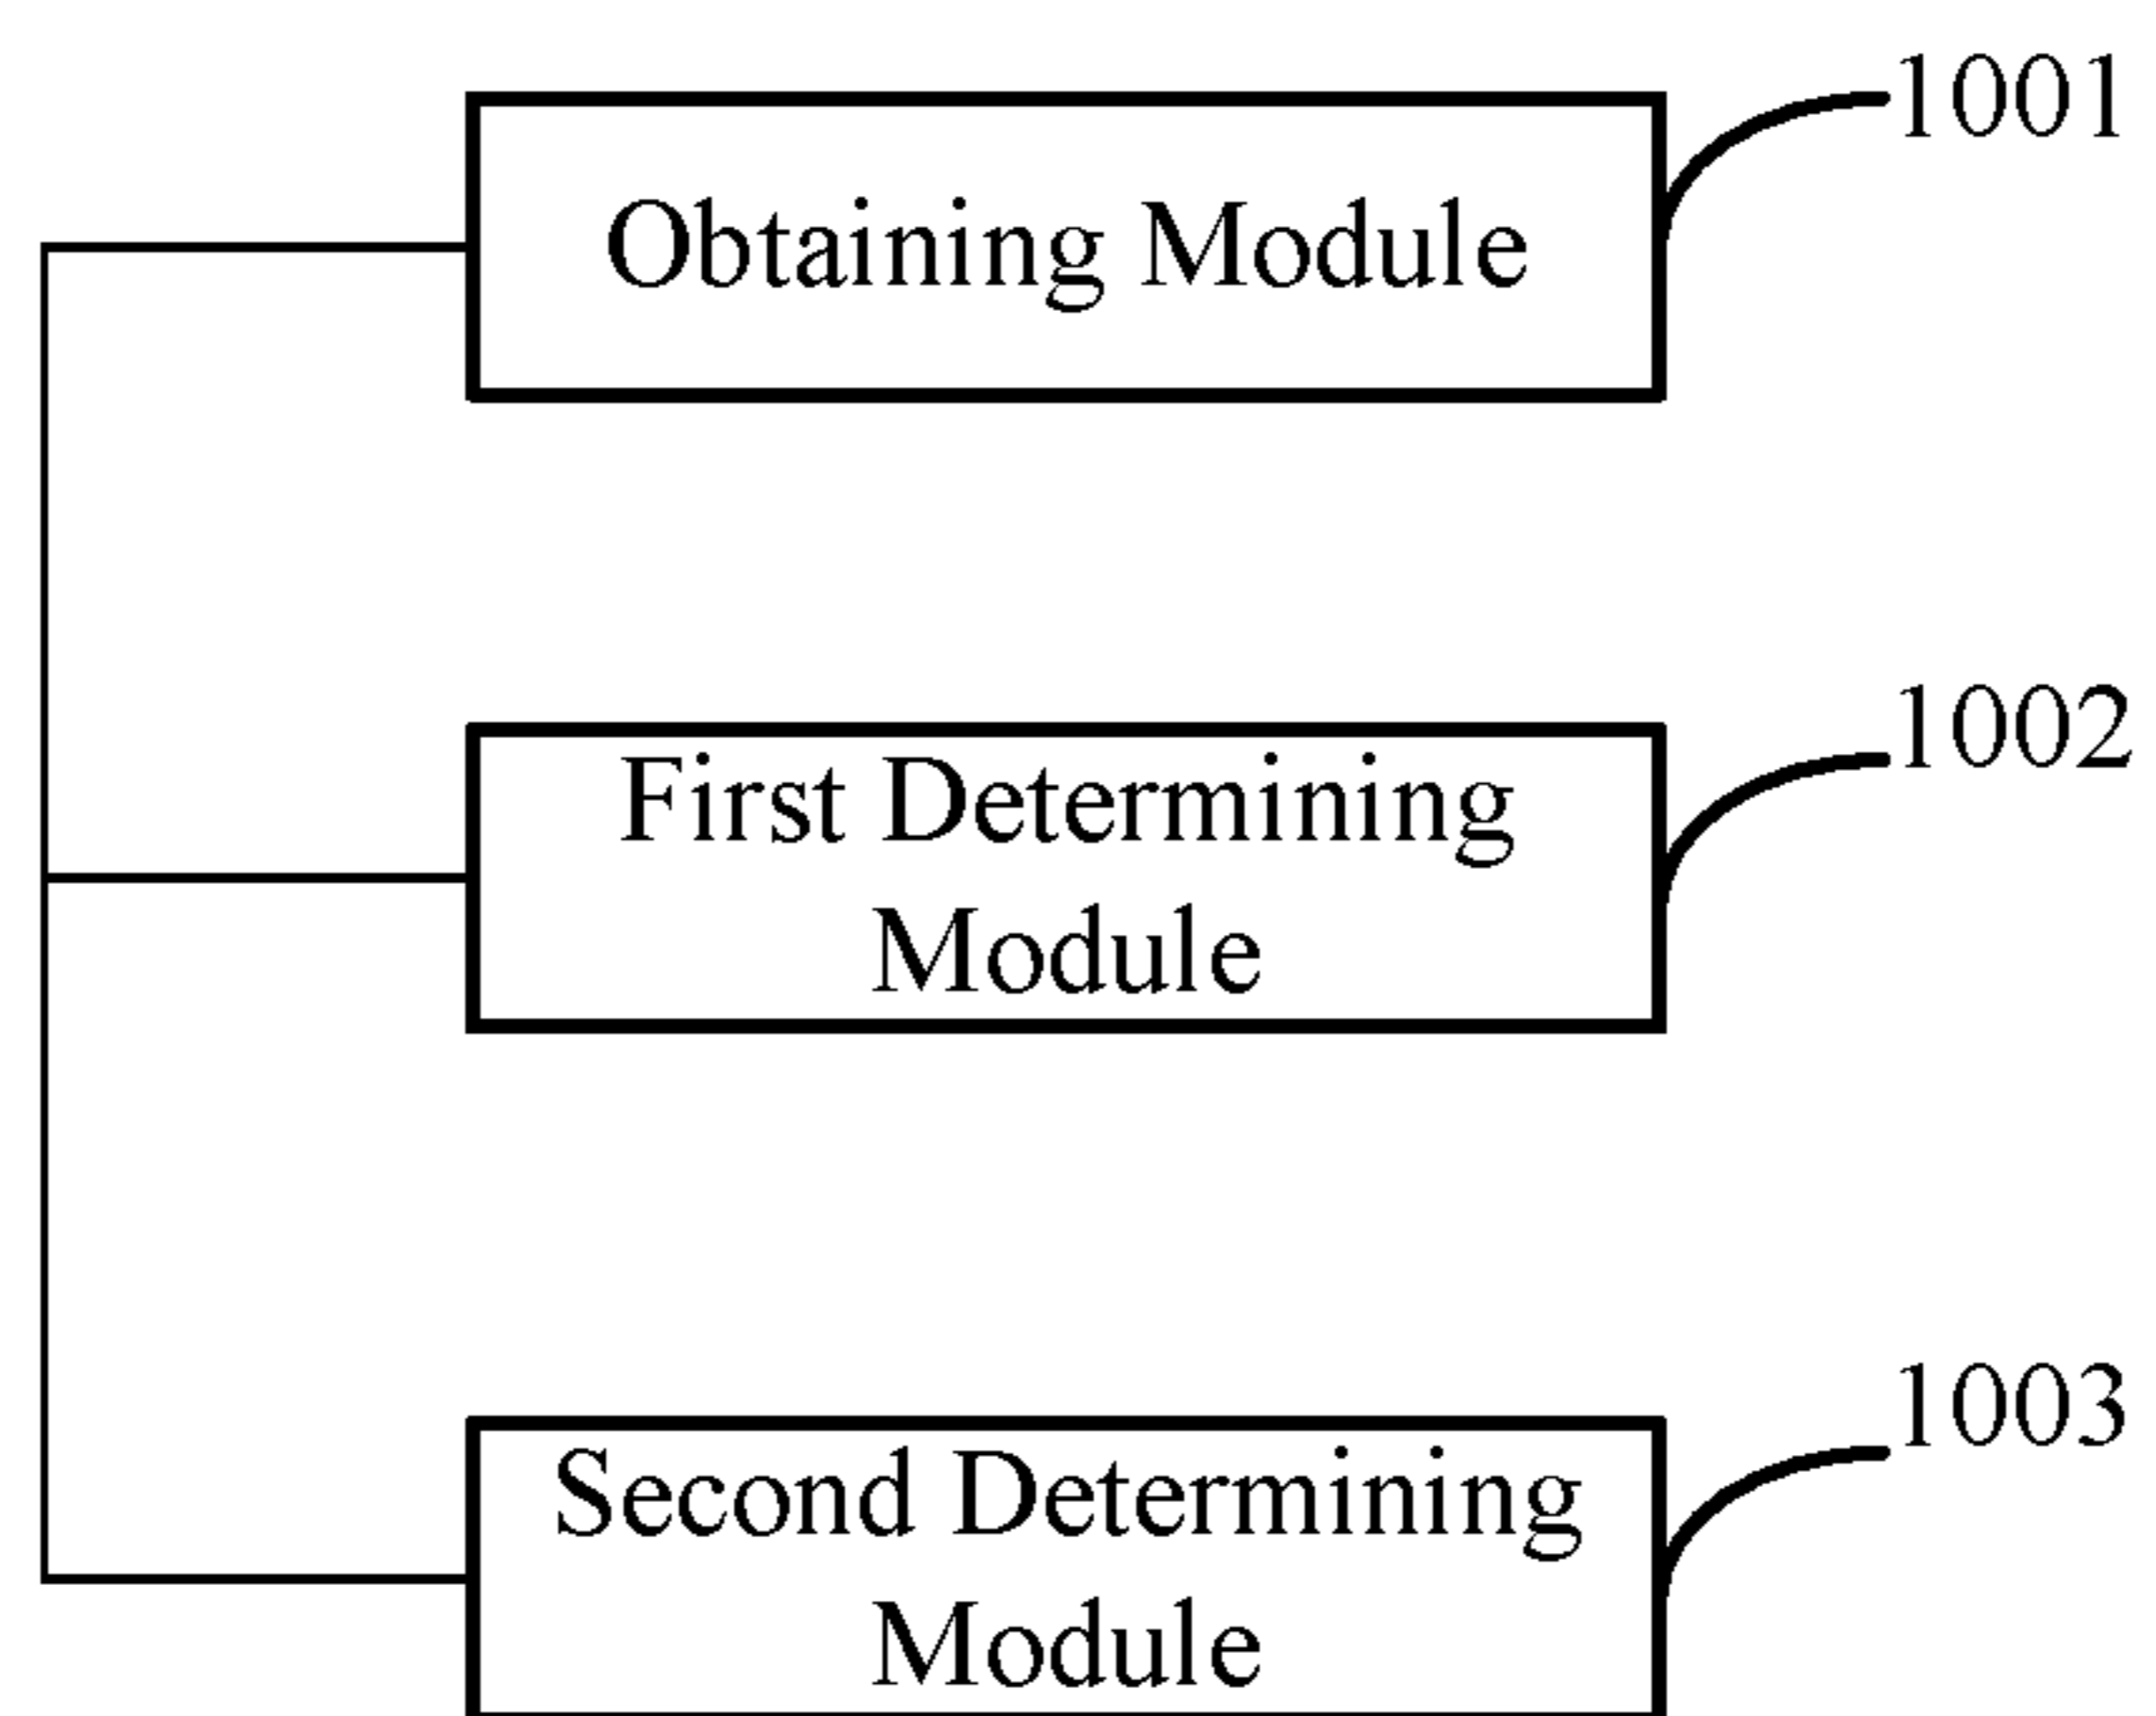 1001
Obtaining Module
1002
First Determining
Module
1003
Second Determining
Module